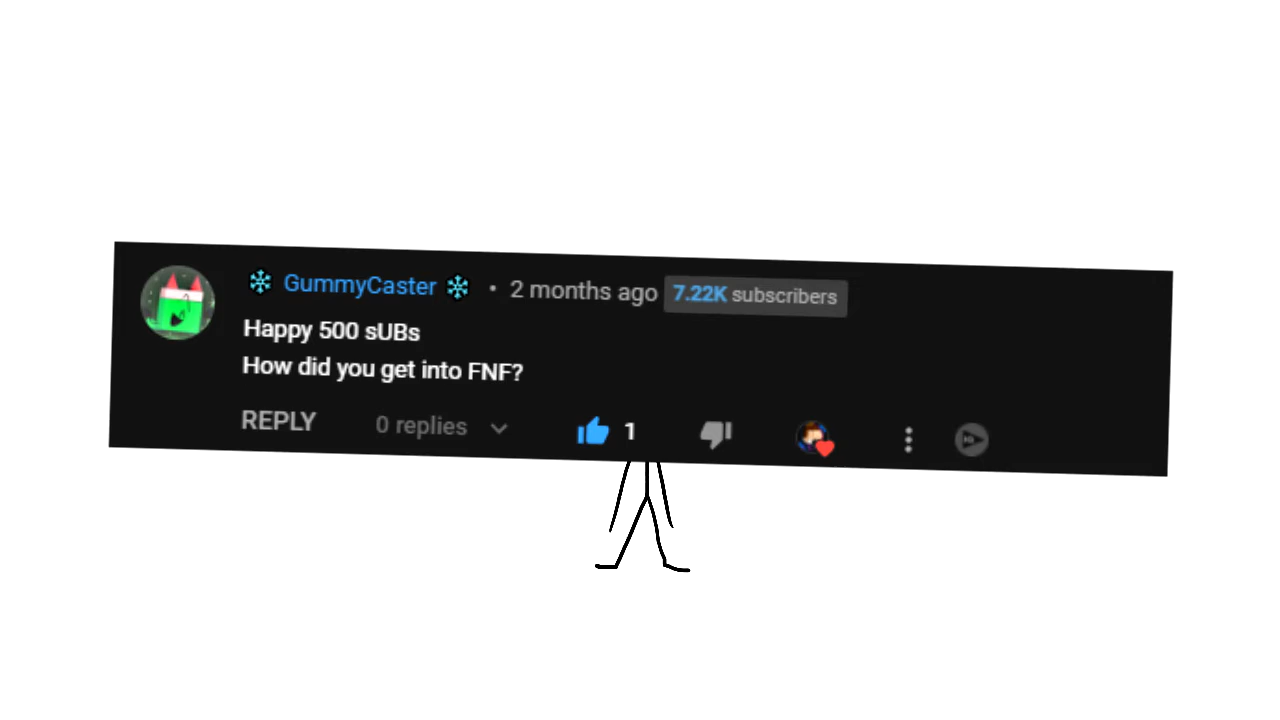 ❄ GummyCaster ❄ • 2 months ago 7.22K subscribers
Happy 500 sUBs
How did you get into FNF?
REPLY 0 replies 1